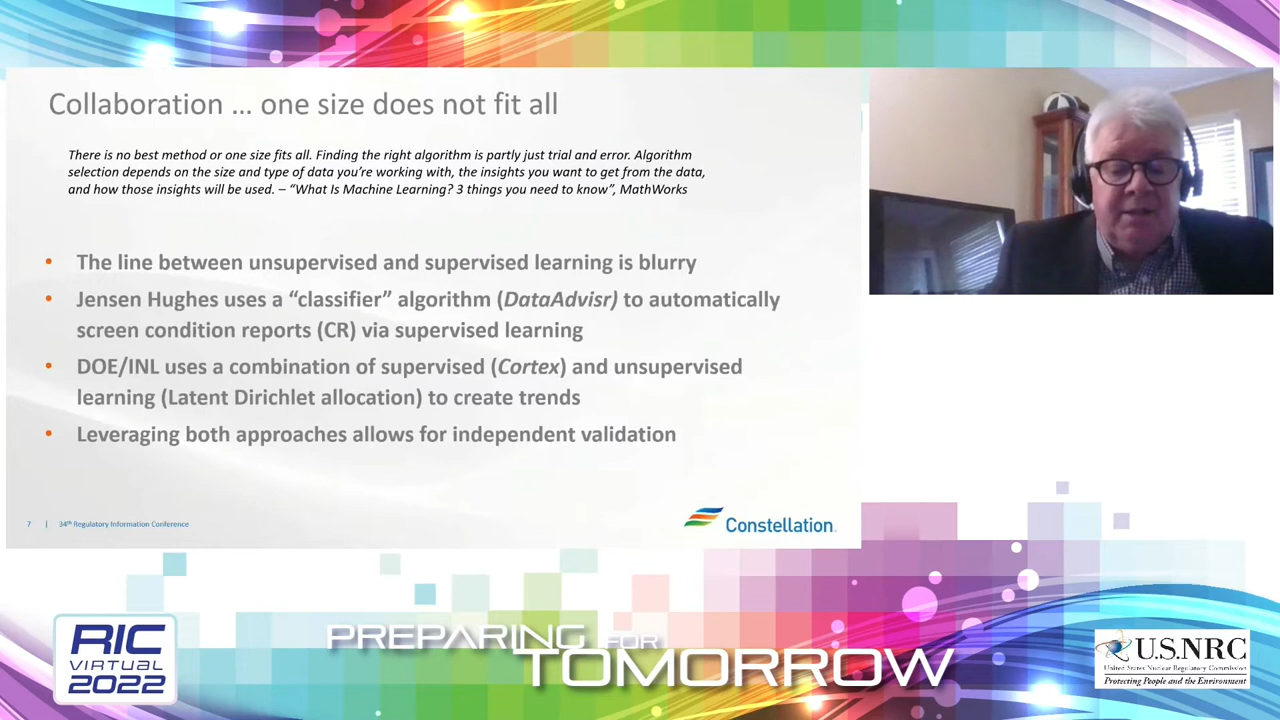 Collaboration … one size does not fit all
There is no best method or one size fits all. Finding the right algorithm is partly just trial and error. Algorithm
selection depends on the size and type of data you’re working with, the insights you want to get from the data,
and how those insights will be used. – “What Is Machine Learning? 3 things you need to know”, MathWorks
• The line between unsupervised and supervised learning is blurry
• Jensen Hughes uses a “classifier” algorithm (DataAdvisr) to automatically
screen condition reports (CR) via supervised learning
• DOE/INL uses a combination of supervised (Cortex) and unsupervised
learning (Latent Dirichlet allocation) to create trends
• Leveraging both approaches allows for independent validation
7 | 34th Regulatory Information Conference
Constellation.
RIC
VIRTUAL
2022
PREPARING FOR
TOMORROW
U.S.NRC
United States Nuclear Regulatory Commission
Protecting People and the Environment